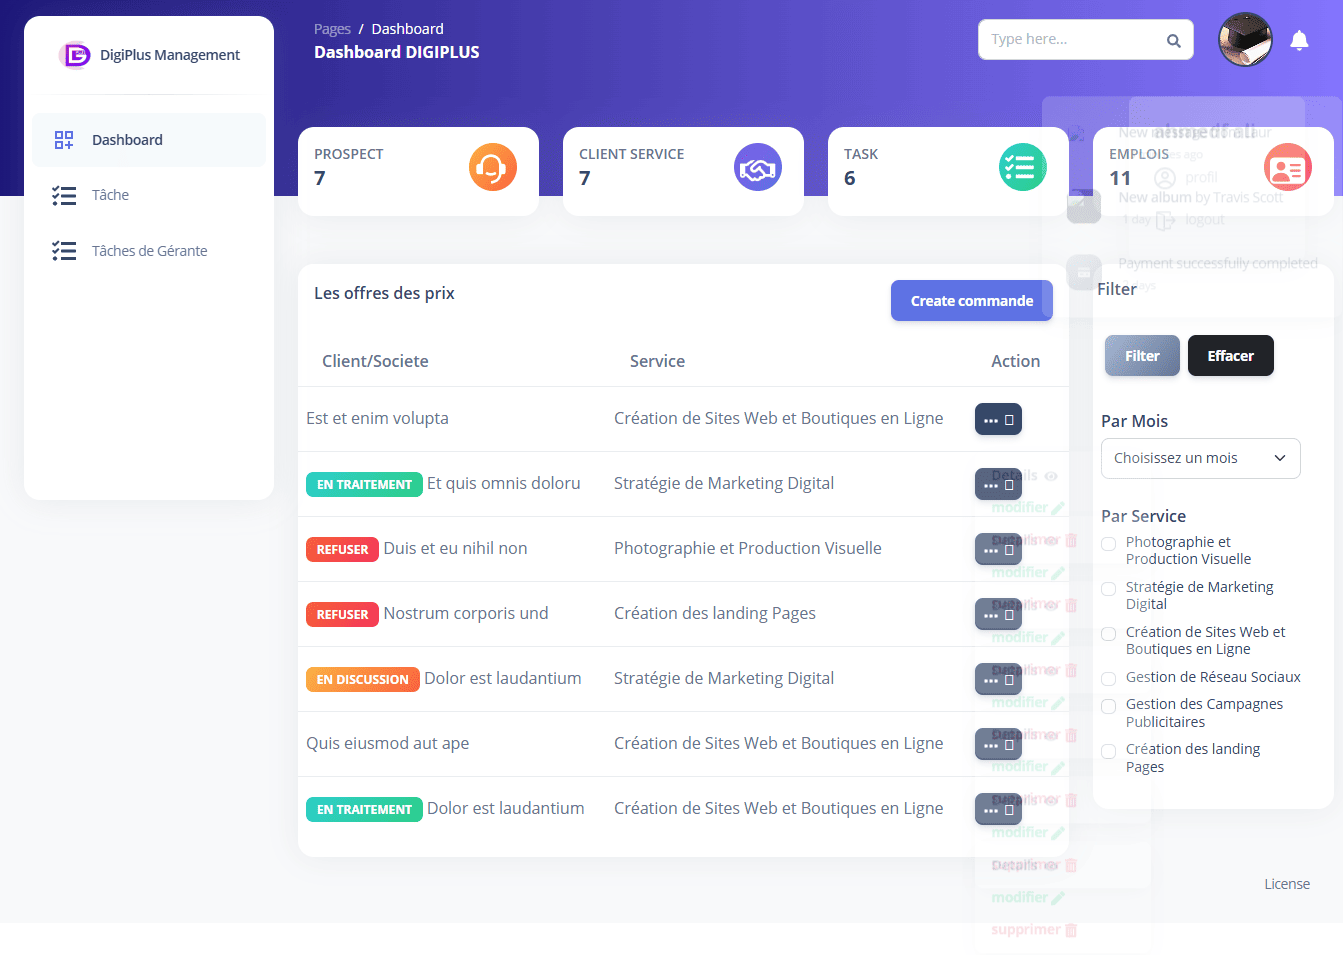 DigiPlus Management
Dashboard
Tâche
Tâches de Gérante
Pages / Dashboard
Dashboard DIGIPLUS
Type here...
PROSPECT
7
CLIENT SERVICE
7
TASK
6
EMPLOIS
11
New message from Laur
profil
New album by Travis Scott
1 day
logout
Payment successfully completed
days
Les offres des prix
Create commande
Client/Societe Service Action
Est et enim volupta Création de Sites Web et Boutiques en Ligne
EN TRAITEMENT Et quis omnis doloru Stratégie de Marketing Digital
REFUSER Duis et eu nihil non Photographie et Production Visuelle
REFUSER Nostrum corporis und Création des landing Pages
EN DISCUSSION Dolor est laudantium Stratégie de Marketing Digital
Quis eiusmod aut ape Création de Sites Web et Boutiques en Ligne
EN TRAITEMENT Dolor est laudantium Création de Sites Web et Boutiques en Ligne
Details
modifier
modifier
modifier
modifier
modifier
modifier
modifier
supprimer
Filter
Filter
Effacer
Par Mois
Choisissez un mois
Par Service
Photographie et
Production Visuelle
Stratégie de Marketing
Digital
Création de Sites Web et
Boutiques en Ligne
Gestion de Réseau Sociaux
Gestion des Campagnes
Publicitaires
Création des landing
Pages
License